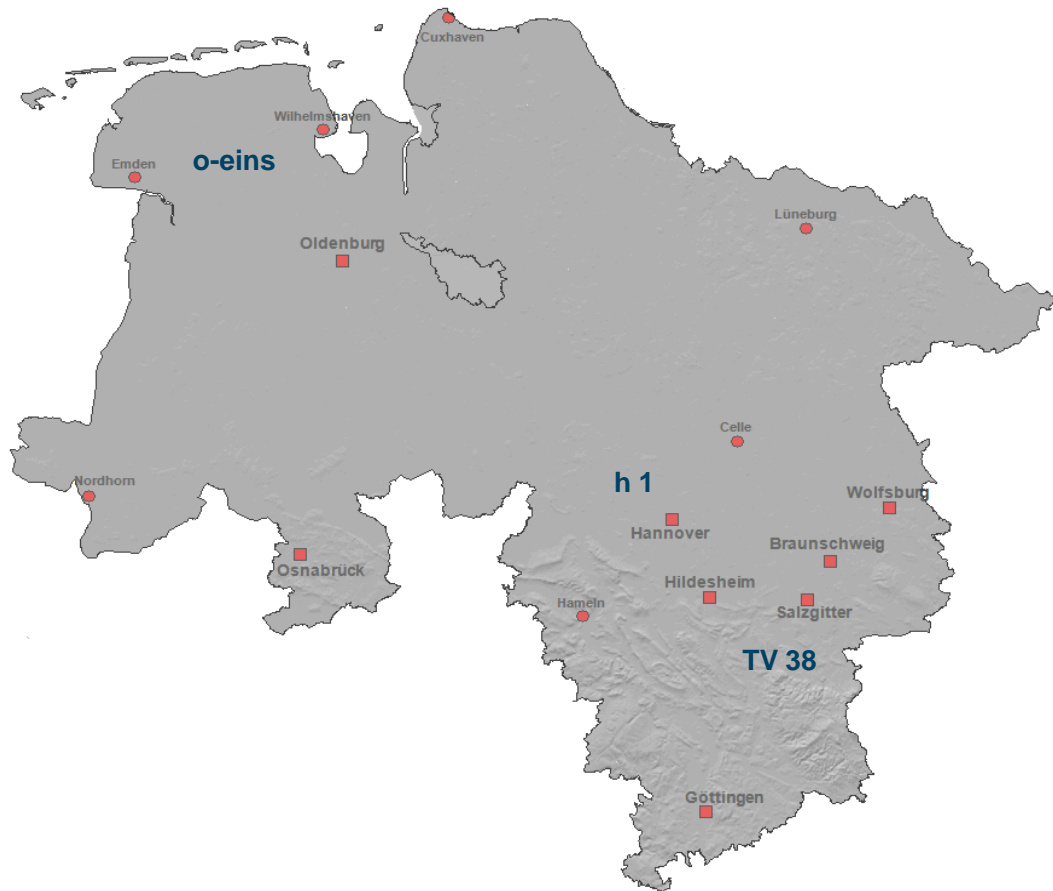 Cuxhaven
Wilhelmshaven
o-eins
Emden
Lüneburg
Oldenburg
Celle
Nordhorn
h 1
Wolfsburg
Hannover
Braunschweig
Osnabrück
Hildesheim
Hameln
Salzgitter
TV 38
Göttingen